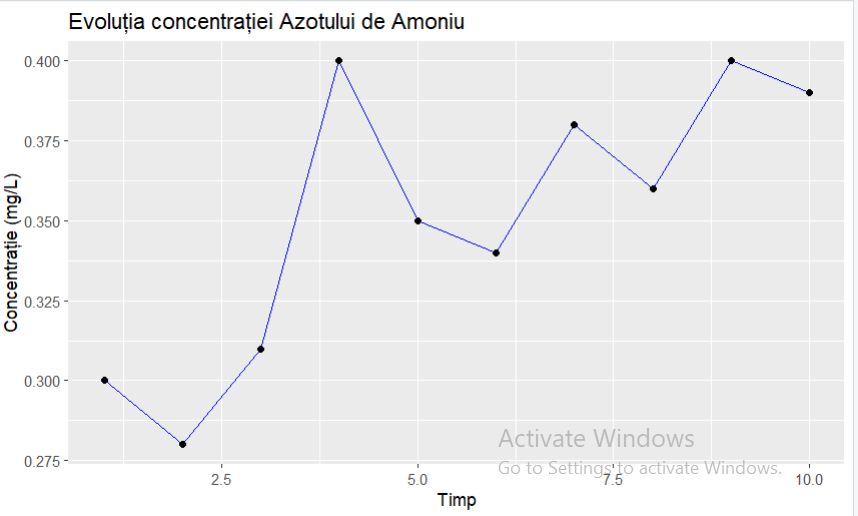 Evoluția concentrației Azotului de Amoniu
Concentrație (mg/L)
0.400
0.375
0.350
0.325
0.300
0.275
2.5
5.0
7.5
10.0
Timp
Activate Windows
Go to Settings to activate Windows.